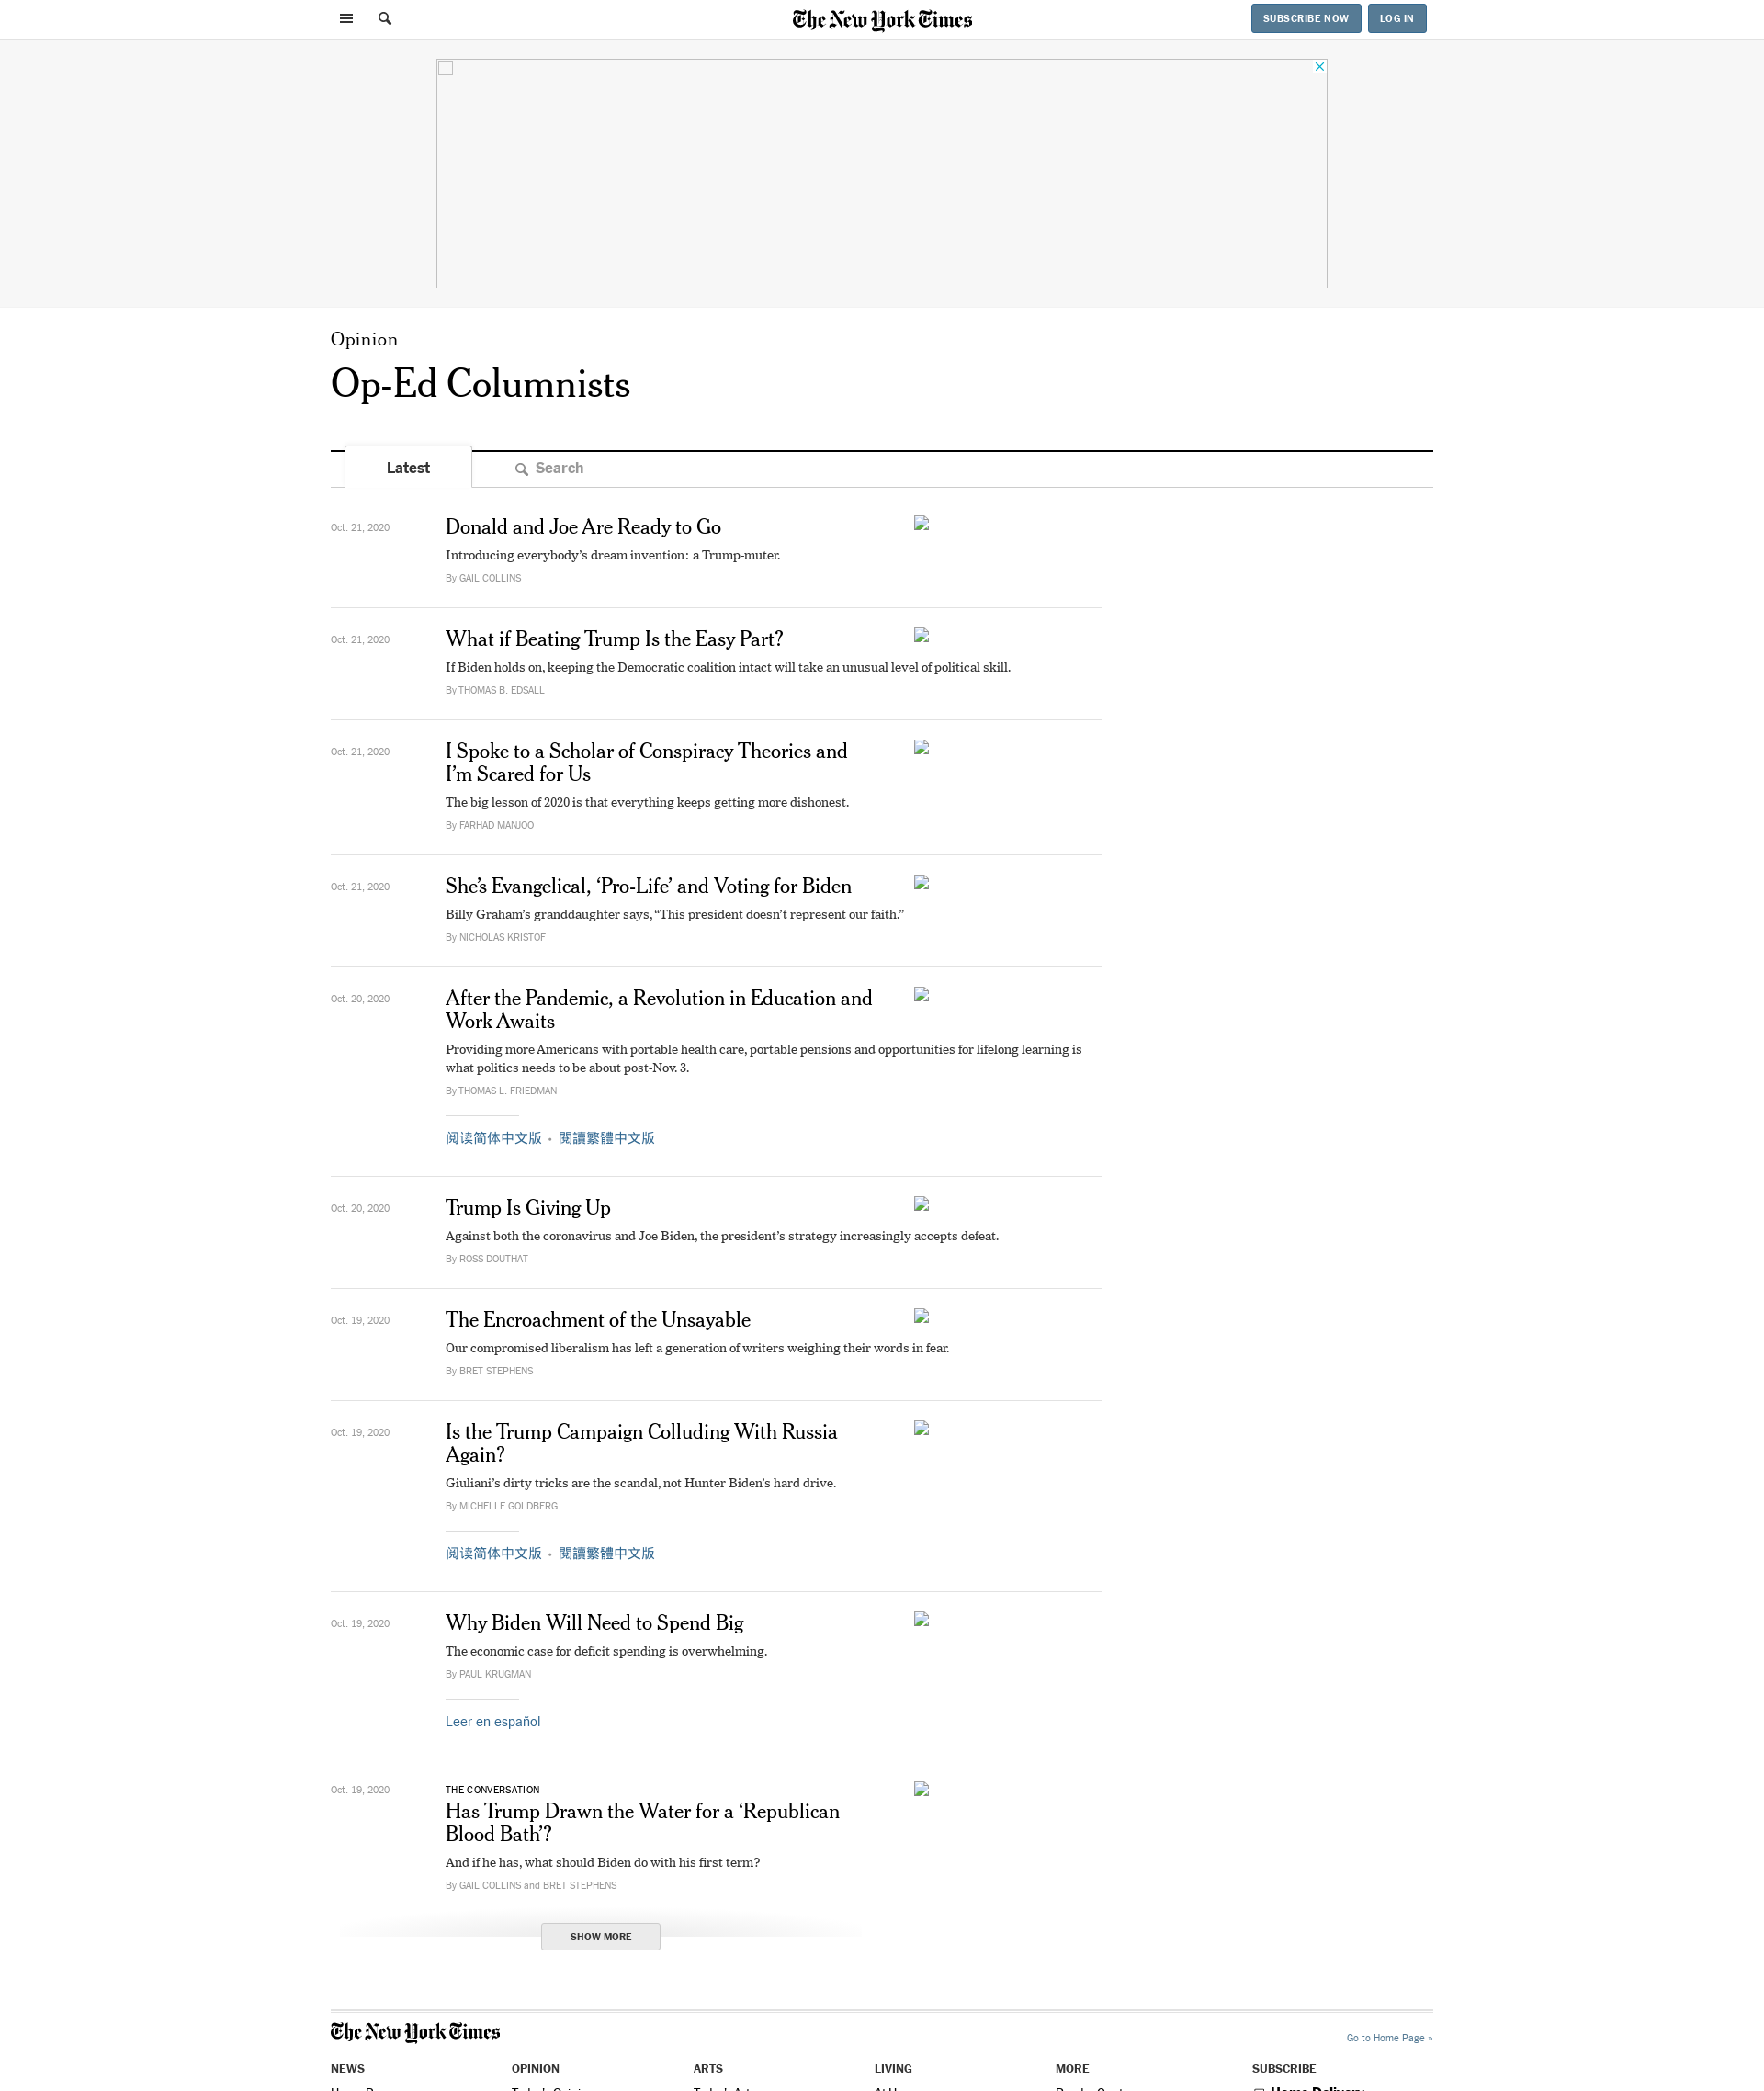 The New York Times
SUBSCRIBE NOW
LOG IN
Opinion
Op-Ed Columnists
Latest
Search
Oct. 21, 2020
Donald and Joe Are Ready to Go
Introducing everybody’s dream invention: a Trump-muter.
By GAIL COLLINS
Oct. 21, 2020
What if Beating Trump Is the Easy Part?
If Biden holds on, keeping the Democratic coalition intact will take an unusual level of political skill.
By THOMAS B. EDSALL
Oct. 21, 2020
I Spoke to a Scholar of Conspiracy Theories and
I’m Scared for Us
The big lesson of 2020 is that everything keeps getting more dishonest.
By FARHAD MANJOO
Oct. 21, 2020
She’s Evangelical, ‘Pro-Life’ and Voting for Biden
Billy Graham’s granddaughter says, “This president doesn’t represent our faith.”
By NICHOLAS KRISTOF
Oct. 20, 2020
After the Pandemic, a Revolution in Education and
Work Awaits
Providing more Americans with portable health care, portable pensions and opportunities for lifelong learning is
what politics needs to be about post-Nov. 3.
By THOMAS L. FRIEDMAN
阅读简体中文版 • 閱讀繁體中文版
Oct. 20, 2020
Trump Is Giving Up
Against both the coronavirus and Joe Biden, the president’s strategy increasingly accepts defeat.
By ROSS DOUTHAT
Oct. 19, 2020
The Encroachment of the Unsayable
Our compromised liberalism has left a generation of writers weighing their words in fear.
By BRET STEPHENS
Oct. 19, 2020
Is the Trump Campaign Colluding With Russia
Again?
Giuliani’s dirty tricks are the scandal, not Hunter Biden’s hard drive.
By MICHELLE GOLDBERG
阅读简体中文版 • 閱讀繁體中文版
Oct. 19, 2020
Why Biden Will Need to Spend Big
The economic case for deficit spending is overwhelming.
By PAUL KRUGMAN
Leer en español
Oct. 19, 2020
THE CONVERSATION
Has Trump Drawn the Water for a ‘Republican
Blood Bath’?
And if he has, what should Biden do with his first term?
By GAIL COLLINS and BRET STEPHENS
SHOW MORE
The New York Times
Go to Home Page »
NEWS
OPINION
ARTS
LIVING
MORE
SUBSCRIBE
Home Delivery